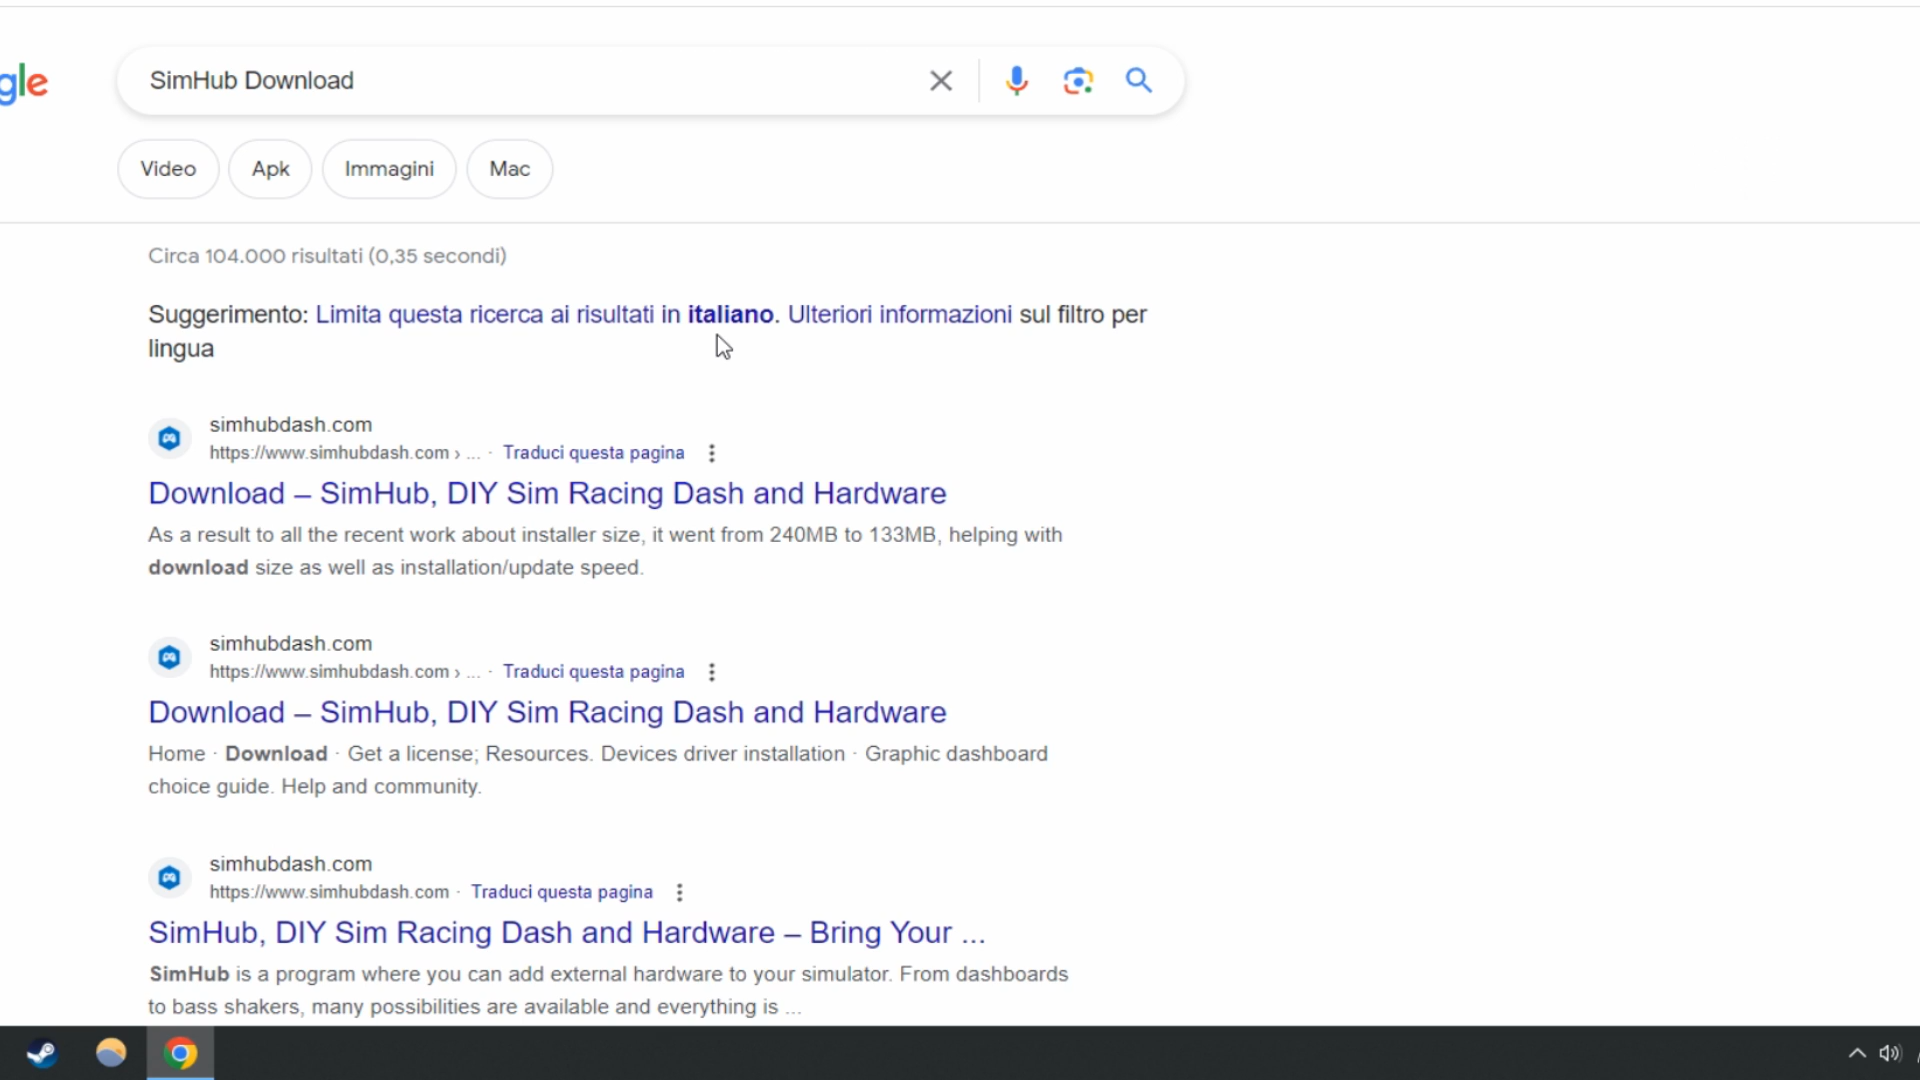 gle
SimHub Download
Video
Apk
Immagini
Mac
Circa 104.000 risultati (0,35 secondi)
Suggerimento: Limita questa ricerca ai risultati in italiano. Ulteriori informazioni sul filtro per
lingua
simhubdash.com
https://www.simhubdash.com › ... · Traduci questa pagina
Download – SimHub, DIY Sim Racing Dash and Hardware
As a result to all the recent work about installer size, it went from 240MB to 133MB, helping with
download size as well as installation/update speed.
simhubdash.com
https://www.simhubdash.com › ... · Traduci questa pagina
Download – SimHub, DIY Sim Racing Dash and Hardware
Home · Download · Get a license; Resources. Devices driver installation · Graphic dashboard
choice guide. Help and community.
simhubdash.com
https://www.simhubdash.com · Traduci questa pagina
SimHub, DIY Sim Racing Dash and Hardware – Bring Your ...
SimHub is a program where you can add external hardware to your simulator. From dashboards
to bass shakers, many possibilities are available and everything is ...